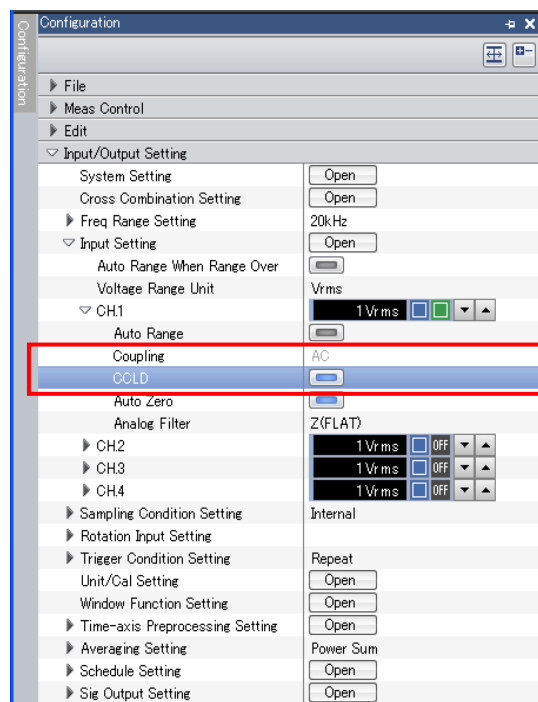 Configuration
Configuration
File
Meas Control
Edit
Input/Output Setting
System Setting Open
Cross Combination Setting Open
Freq Range Setting 20kHz
Input Setting Open
Auto Range When Range Over
Voltage Range Unit Vrms
CH.1 1Vrms
Auto Range
Coupling AC
CCLD
Auto Zero
Analog Filter Z(FLAT)
CH.2 1Vrms OFF
CH.3 1Vrms OFF
CH.4 1Vrms OFF
Sampling Condition Setting Internal
Rotation Input Setting
Trigger Condition Setting Repeat
Unit/Cal Setting Open
Window Function Setting Open
Time-axis Preprocessing Setting Open
Averaging Setting Power Sum
Schedule Setting Open
Sig Output Setting Open